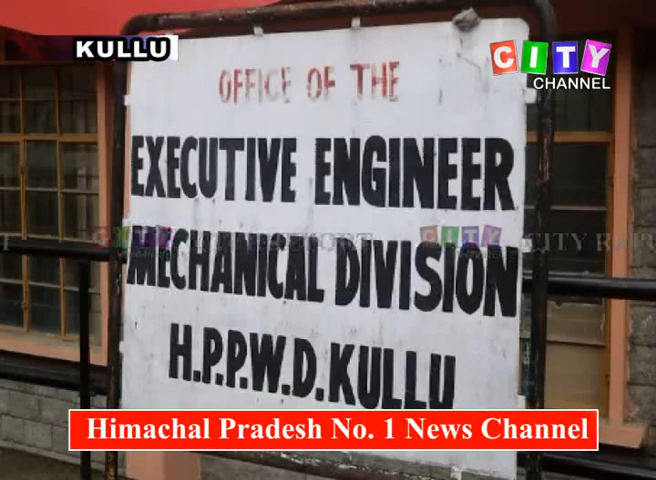 KULLU
CITY
CHANNEL
OFFICE OF THE
EXECUTIVE ENGINEER
MECHANICAL DIVISION
H.P.P.W.D.KULLU
Himachal Pradesh No. 1 News Channel